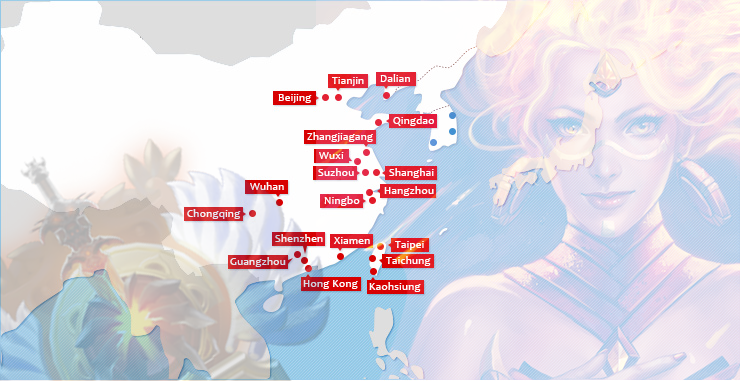 Tianjin
Dalian
Beijing
Qingdao
Zhangjiagang
Wuxi
Suzhou
Shanghai
Wuhan
Hangzhou
Ningbo
Chongqing
Shenzhen
Xiamen
Taipei
Guangzhou
Taichung
Hong Kong
Kaohsiung